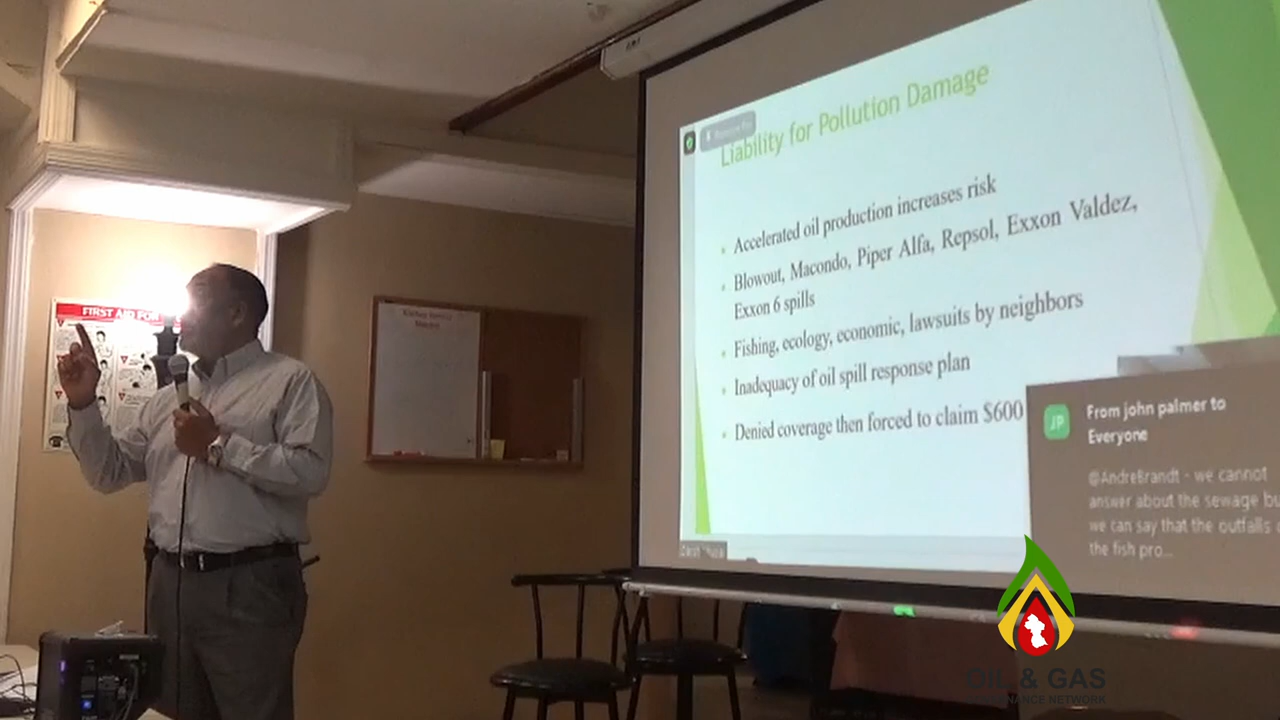 Liability for Pollution Damage
Accelerated oil production increases risk
Blowout, Macondo, Piper Alfa, Repsol, Exxon Valdez,
Exxon 6 spills
Fishing, ecology, economic, lawsuits by neighbors
Inadequacy of oil spill response plan
Denied coverage then forced to claim $600
JP
From john palmer to
Everyone
@AndreBrandt - we cannot
answer about the sewage
we can say that the outfalls
the fish pro...
FIRST AID FOR
OIL & GAS
NETWORK